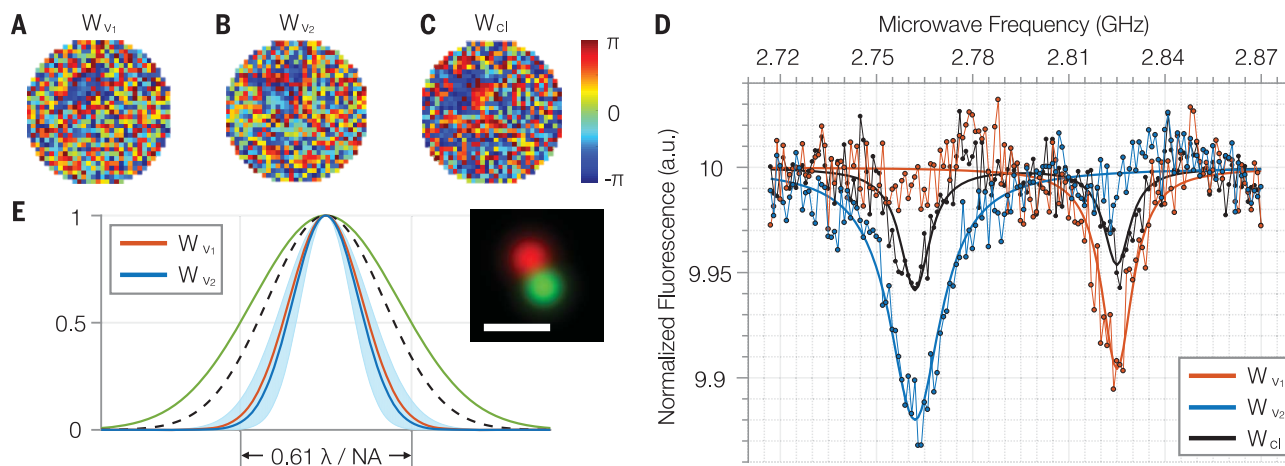 A W_v1 B W_v2 C W_cl D Microwave Frequency (GHz)
π
0
-π
2.72 2.75 2.78 2.81 2.84 2.87
Normalized Fluorescence (a.u.)
10
9.95
9.9
W_v1
W_v2
W_cl
E
1
0.5
0
W_v1
W_v2
0.61 λ / NA